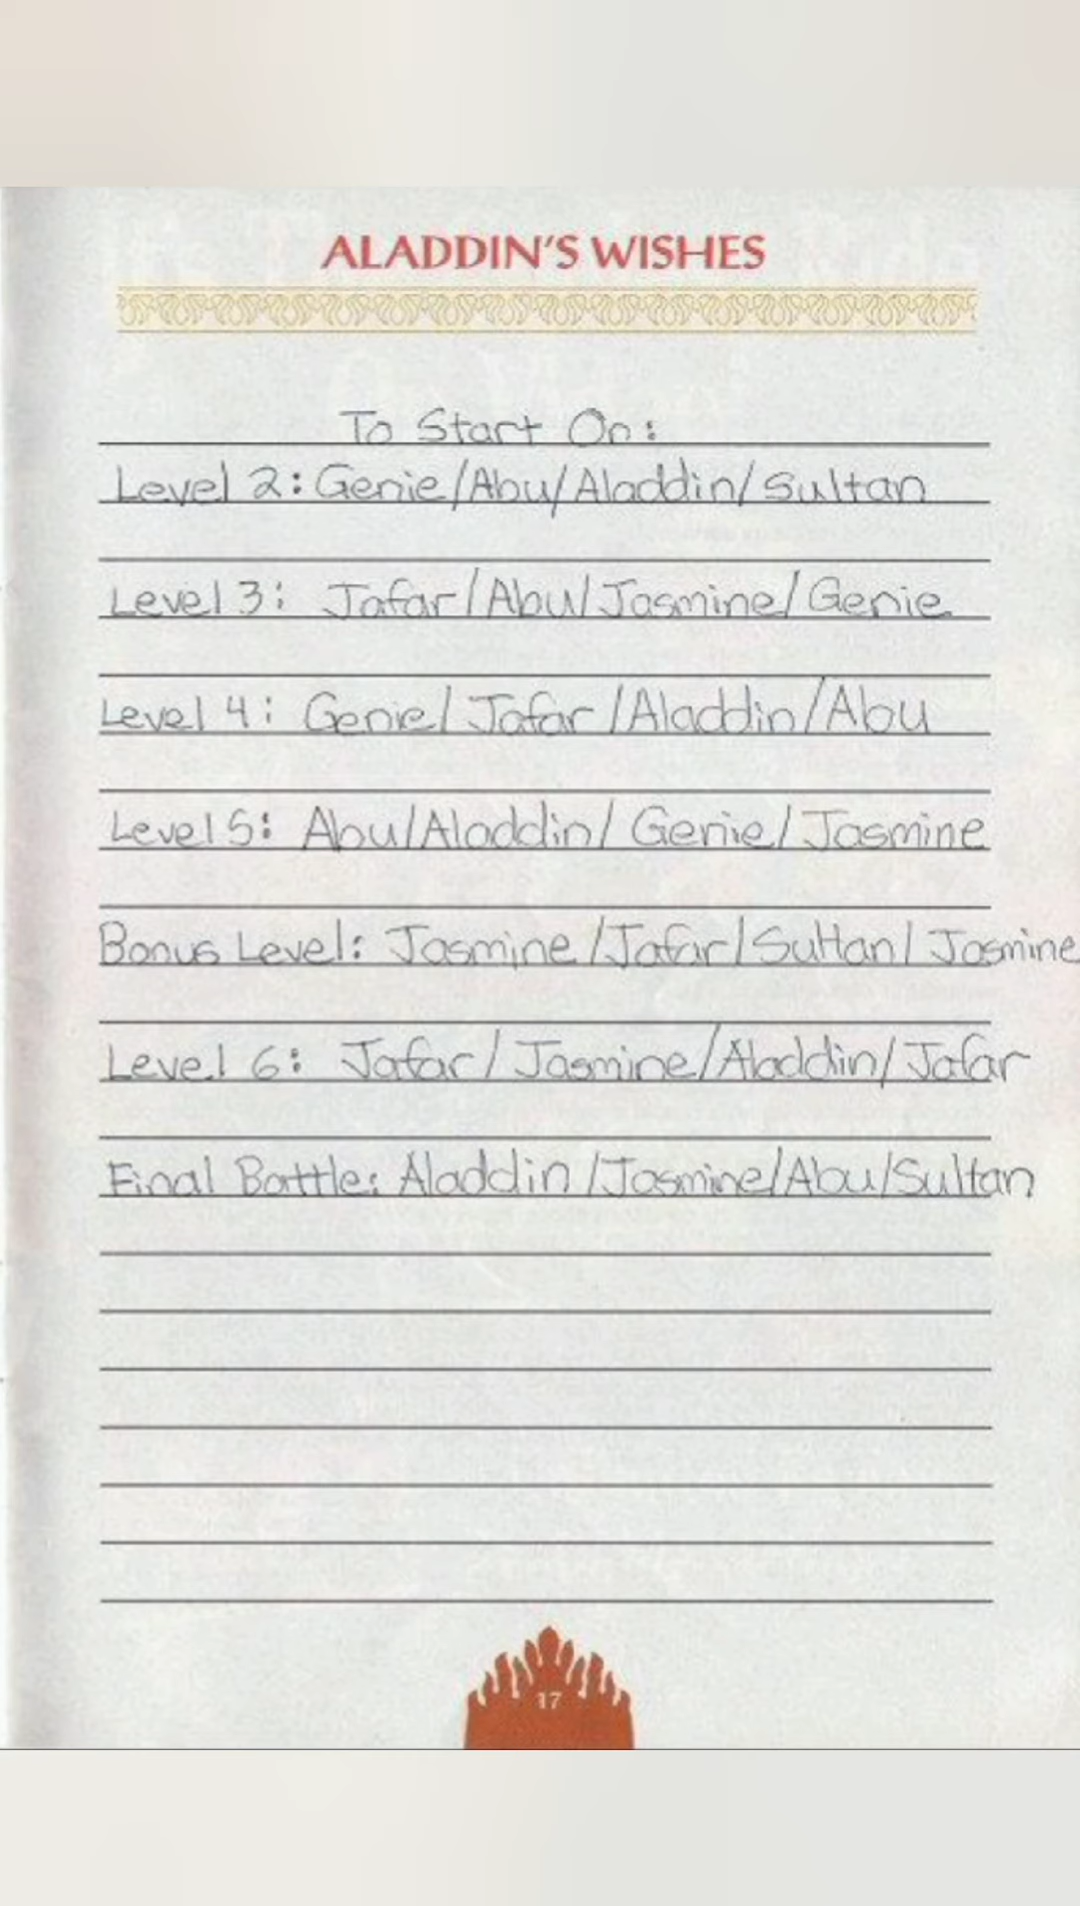 ALADDIN'S WISHES
To Start On:
Level 2: Genie/Abu/Aladdin/Sultan
Level 3: Jafar/Abu/Jasmine/Genie
Level 4: Genie/Jafar/Aladdin/Abu
Level 5: Abu/Aladdin/Genie/Jasmine
Bonus Level: Jasmine/Jafar/Sultan/Jasmine
Level 6: Jafar/Jasmine/Aladdin/Jafar
Final Battle: Aladdin/Jasmine/Abu/Sultan
17